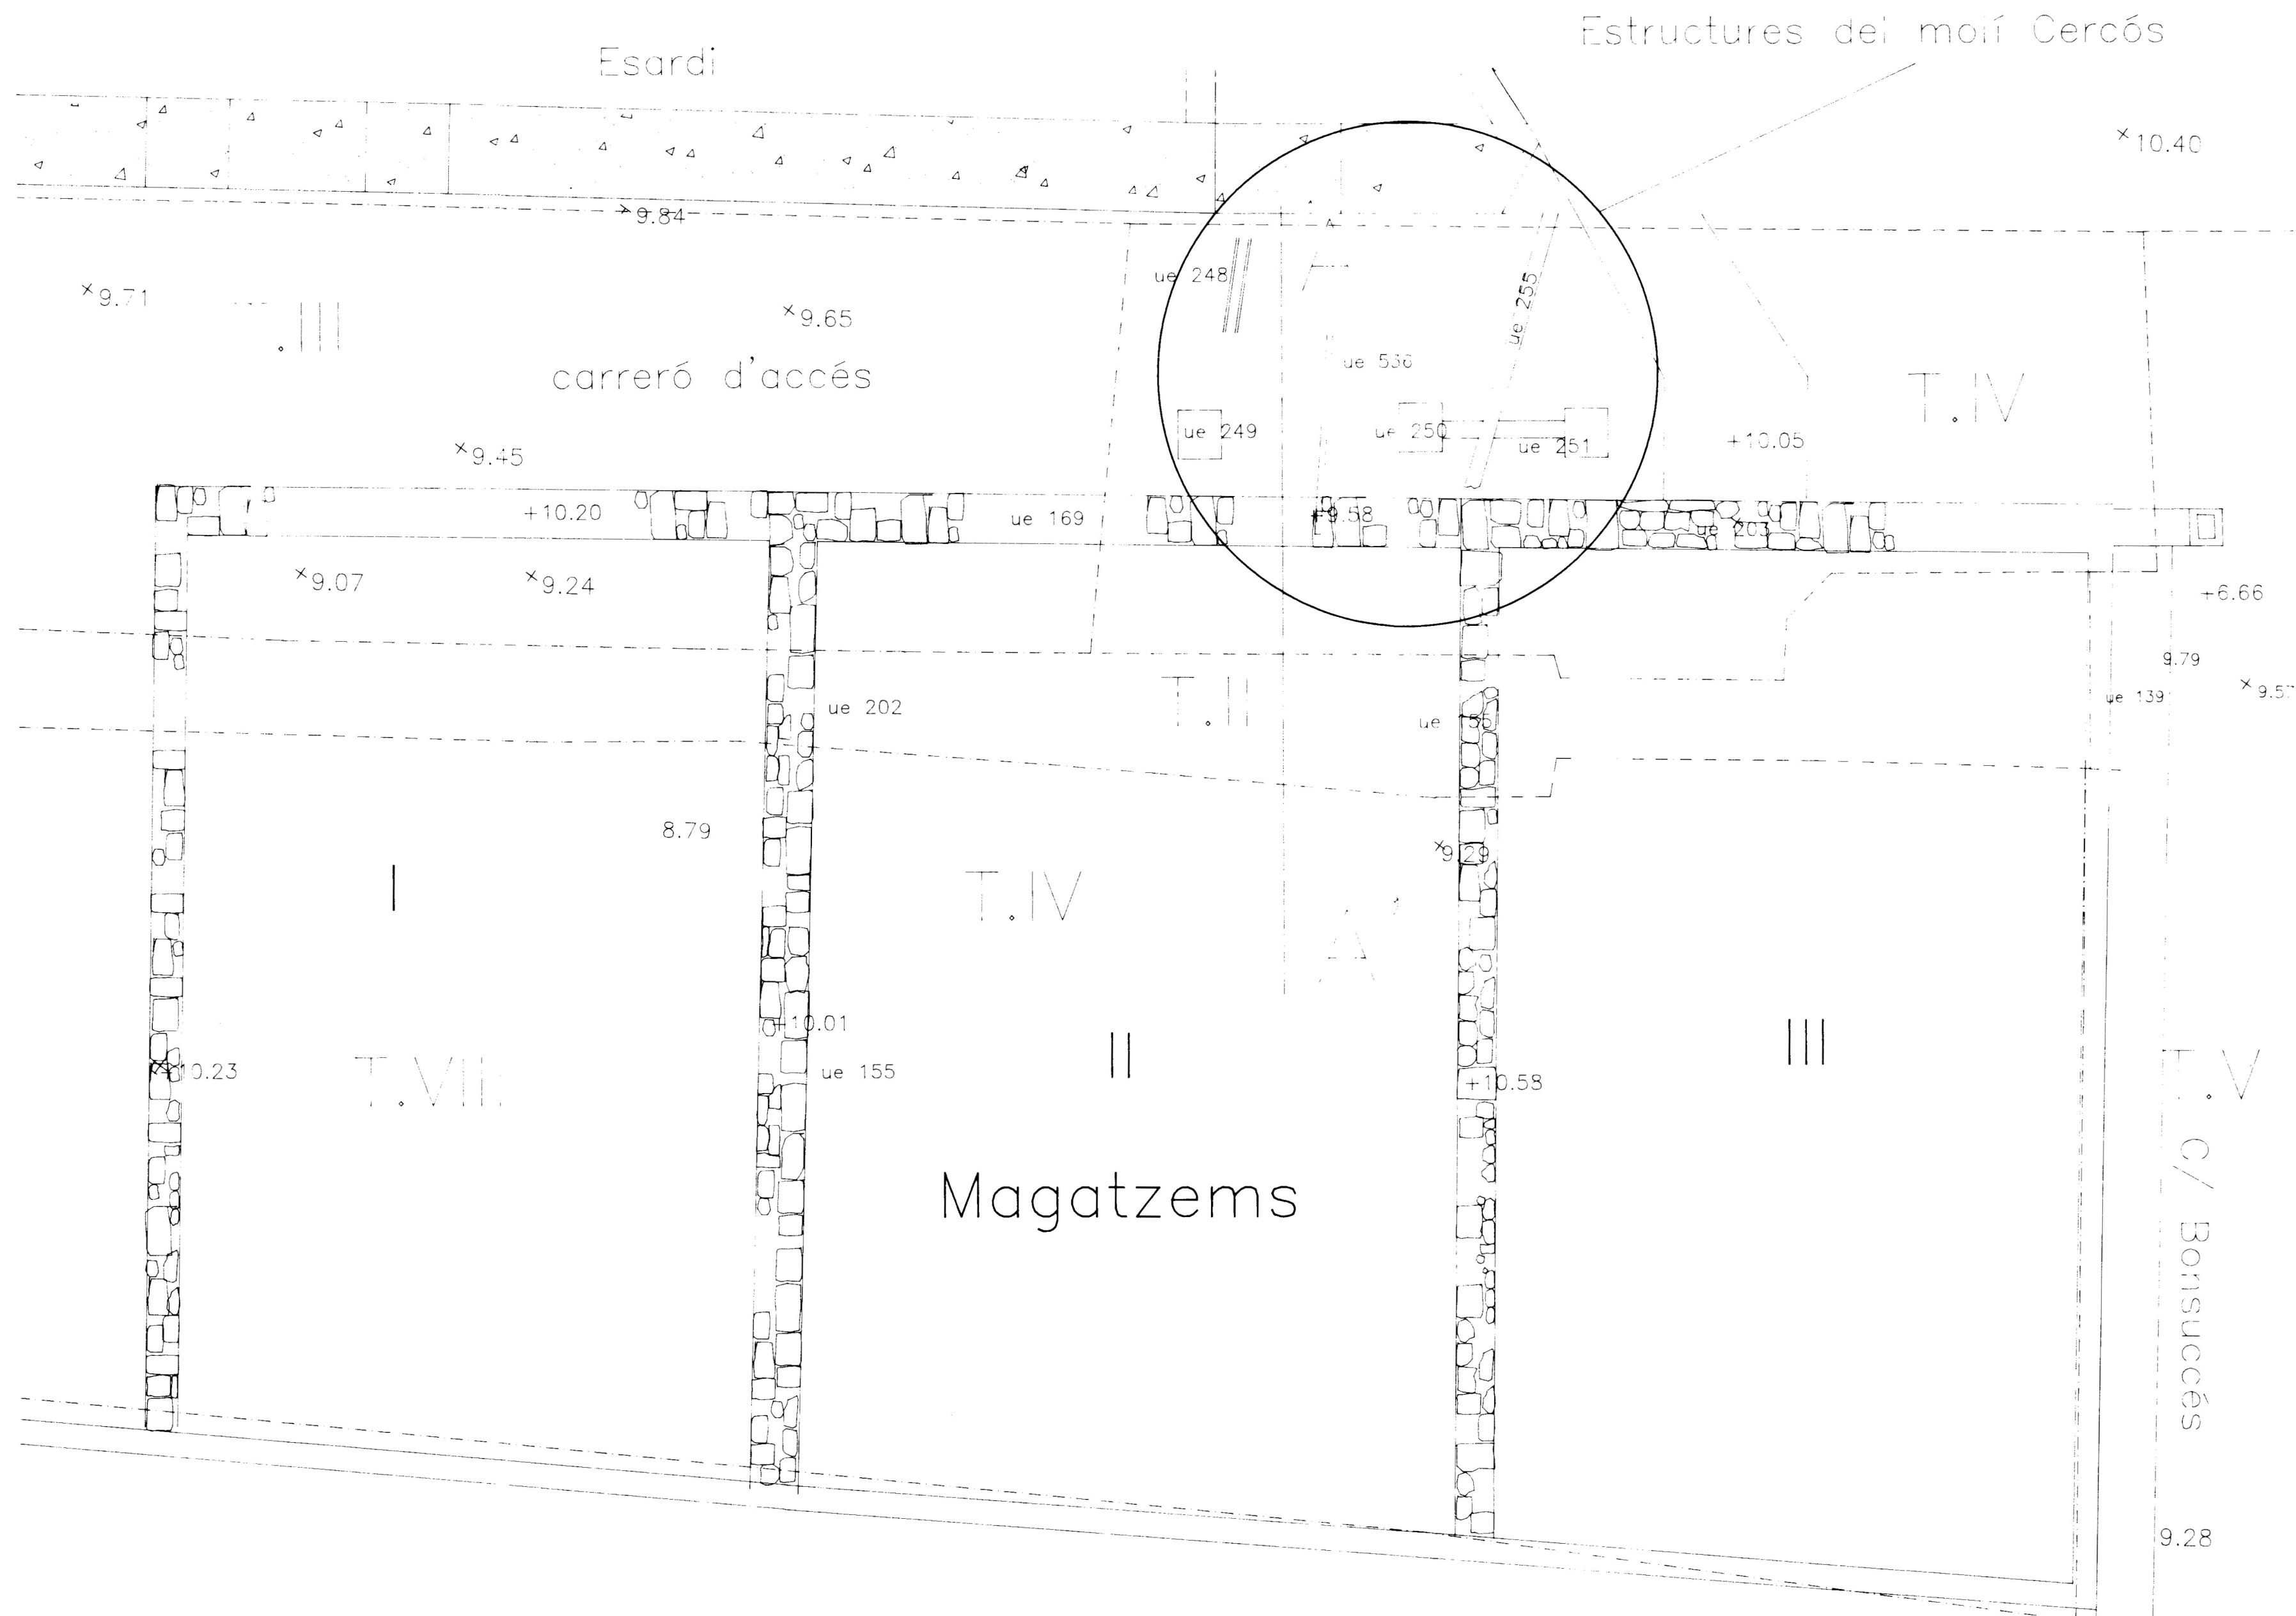 Estructures del molí Cercós
Esardi
×10.40
×9.84
ue 248
×9.71
.III
×9.65
ue 255
ue 536
carreró d'accés
T.IV
ue 249
ue 250
ue 251
+10.05
×9.45
+10.20
ue 169
+9.58
ue 203
×9.07
×9.24
+6.66
9.79
×9.57
ue 139
ue 202
T.II
ue
8.79
×9.29
I
T.IV
A'
+10.01
II
III
+10.23
T.VIII
ue 155
+10.58
T.V
Magatzems
C/ Bonsuccés
9.28